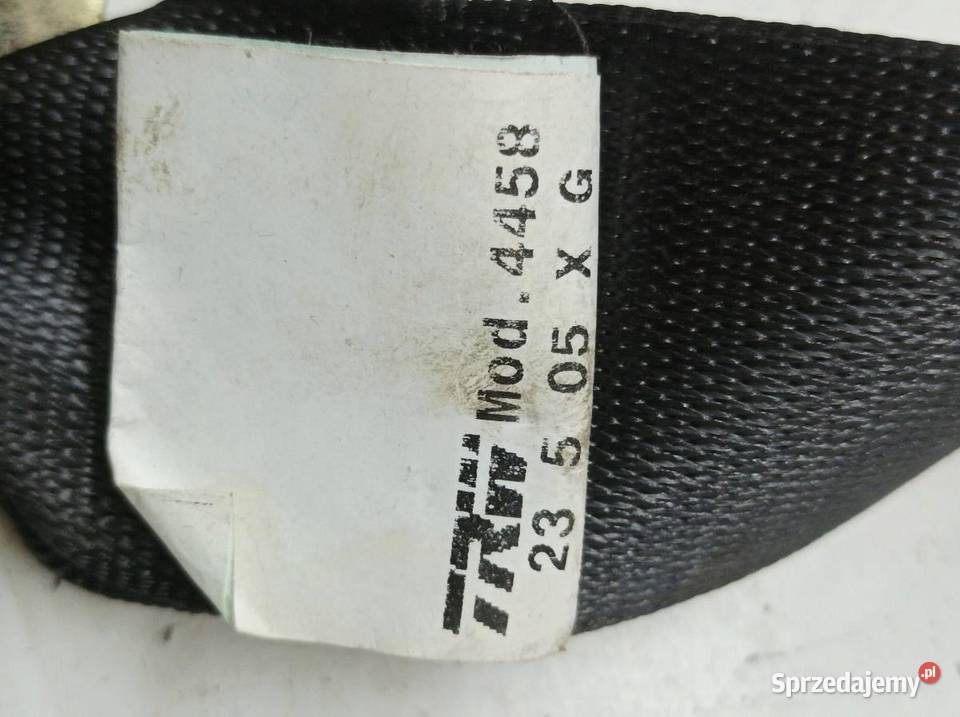 TRW Mod.4458
23 5 05 X G
Sprzedajemy.pl